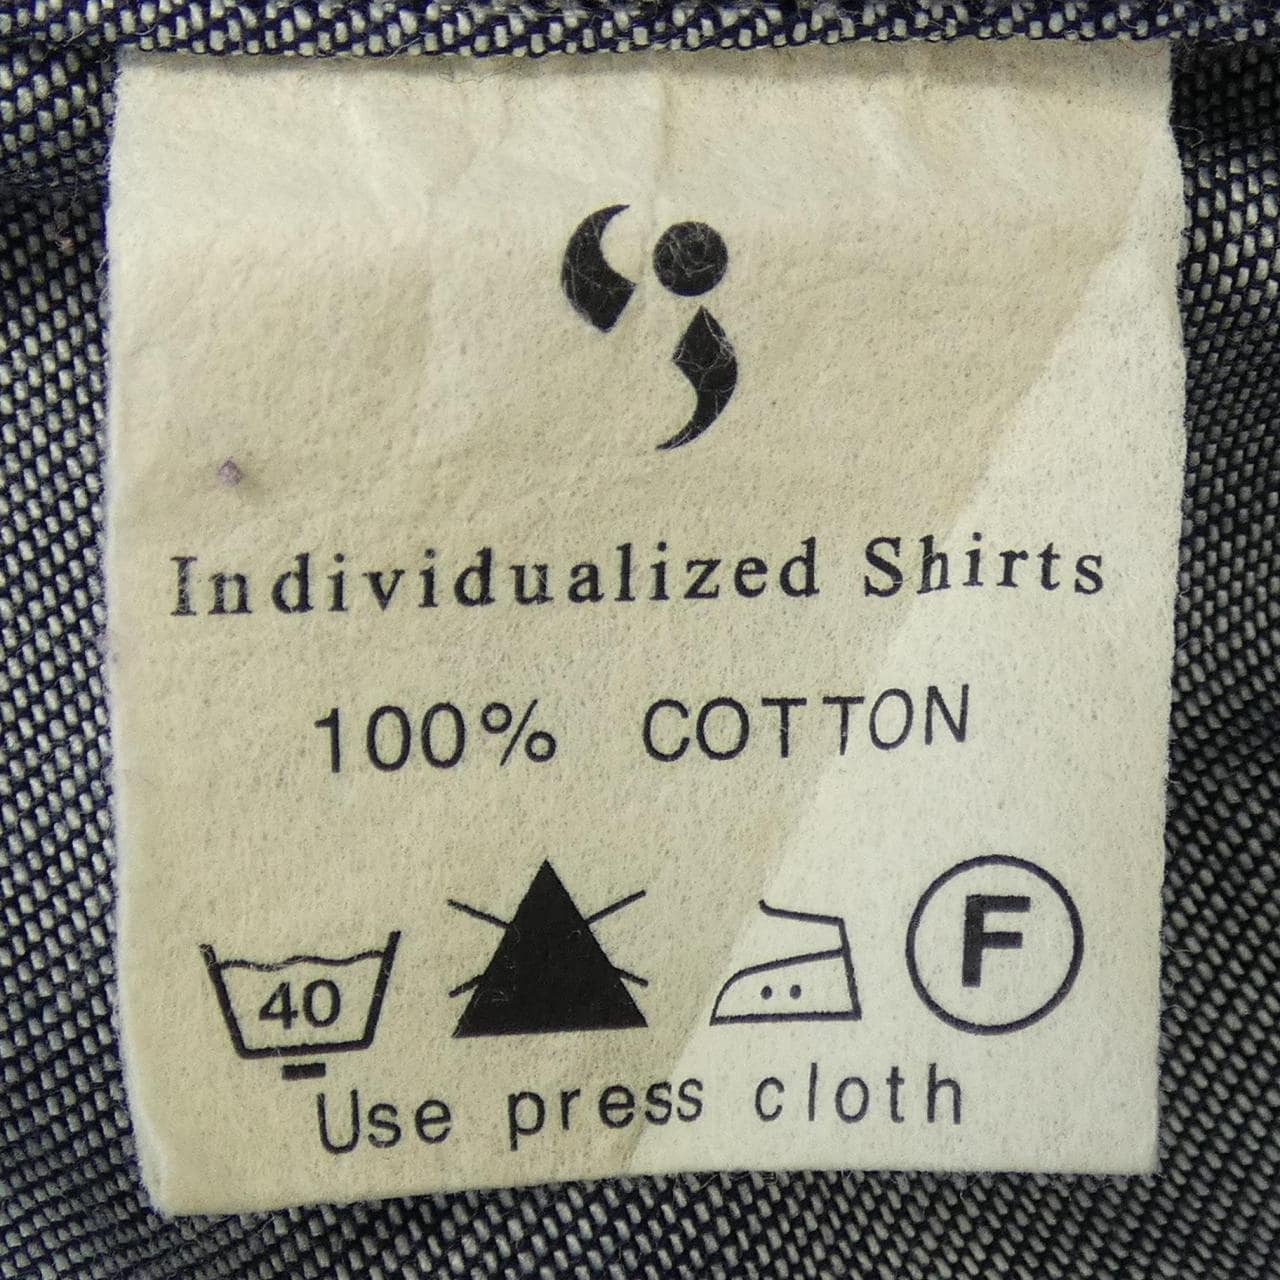 Individualized Shirts
100% COTTON
40 F
Use press cloth